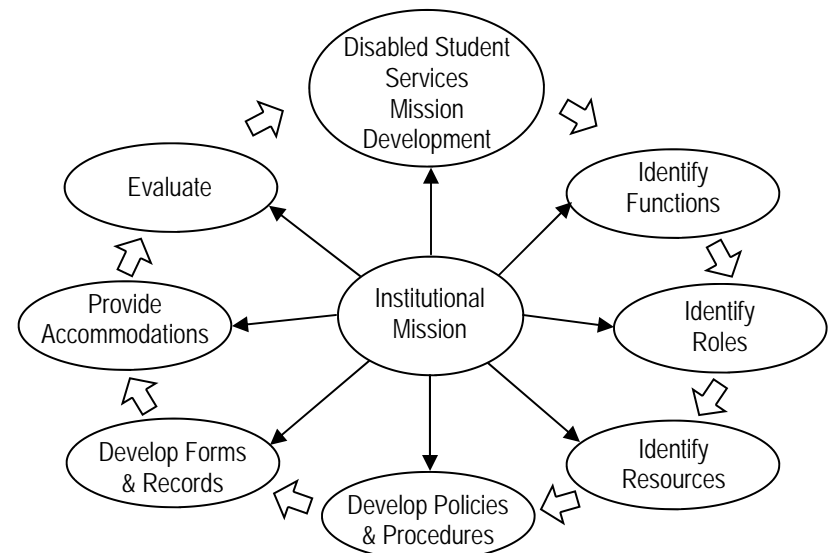 Disabled Student
Services
Mission
Development
Identify
Functions
Identify
Roles
Identify
Resources
Develop Policies
& Procedures
Develop Forms
& Records
Provide
Accommodations
Evaluate
Institutional
Mission